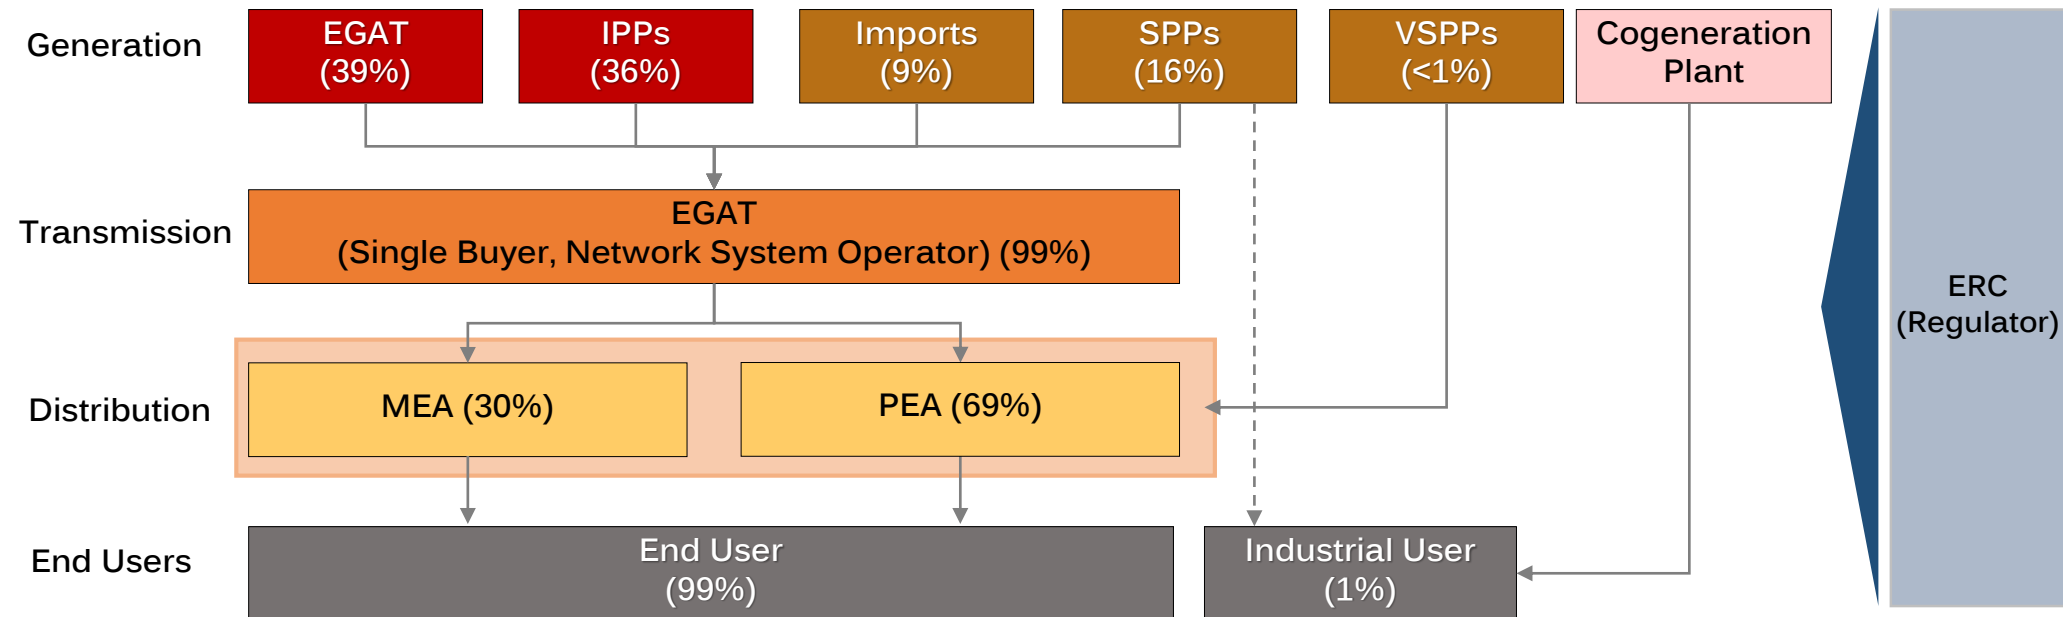 Generation
EGAT
(39%)
IPPs
(36%)
Imports
(9%)
SPPs
(16%)
VSPPs
(<1%)
Cogeneration
Plant
Transmission
EGAT
(Single Buyer, Network System Operator) (99%)
ERC
(Regulator)
Distribution
MEA (30%)
PEA (69%)
End Users
End User
(99%)
Industrial User
(1%)